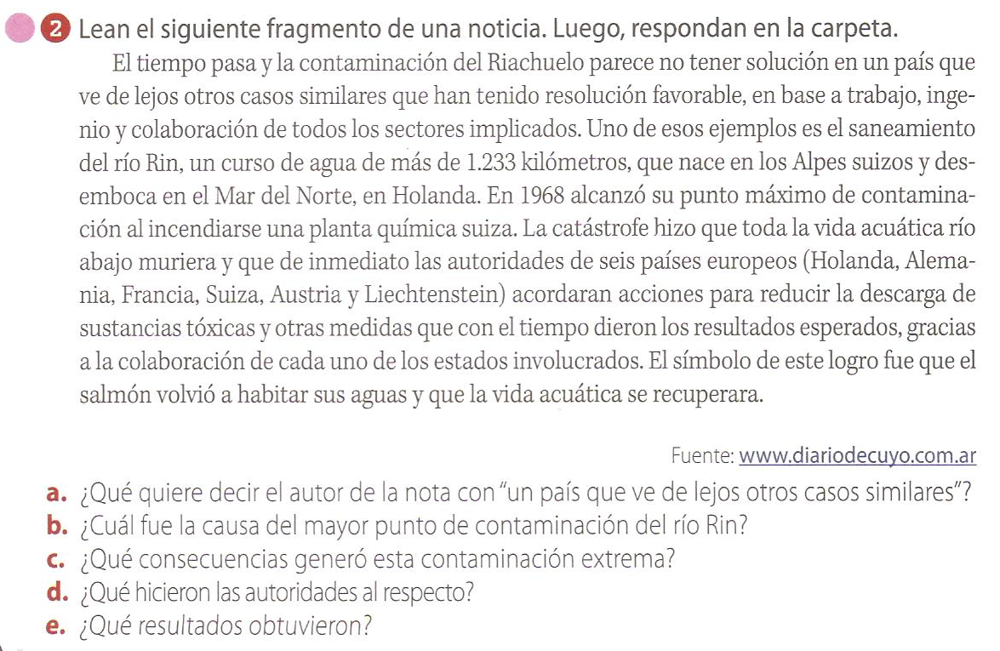 2 Lean el siguiente fragmento de una noticia. Luego, respondan en la carpeta.
El tiempo pasa y la contaminación del Riachuelo parece no tener solución en un país que
ve de lejos otros casos similares que han tenido resolución favorable, en base a trabajo, inge-
nio y colaboración de todos los sectores implicados. Uno de esos ejemplos es el saneamiento
del río Rin, un curso de agua de más de 1.233 kilómetros, que nace en los Alpes suizos y des-
emboca en el Mar del Norte, en Holanda. En 1968 alcanzó su punto máximo de contamina-
ción al incendiarse una planta química suiza. La catástrofe hizo que toda la vida acuática río
abajo muriera y que de inmediato las autoridades de seis países europeos (Holanda, Alema-
nia, Francia, Suiza, Austria y Liechtenstein) acordaran acciones para reducir la descarga de
sustancias tóxicas y otras medidas que con el tiempo dieron los resultados esperados, gracias
a la colaboración de cada uno de los estados involucrados. El símbolo de este logro fue que el
salmón volvió a habitar sus aguas y que la vida acuática se recuperara.
Fuente: www.diariodecuyo.com.ar
a. ¿Qué quiere decir el autor de la nota con “un país que ve de lejos otros casos similares”?
b. ¿Cuál fue la causa del mayor punto de contaminación del río Rin?
c. ¿Qué consecuencias generó esta contaminación extrema?
d. ¿Qué hicieron las autoridades al respecto?
e. ¿Qué resultados obtuvieron?